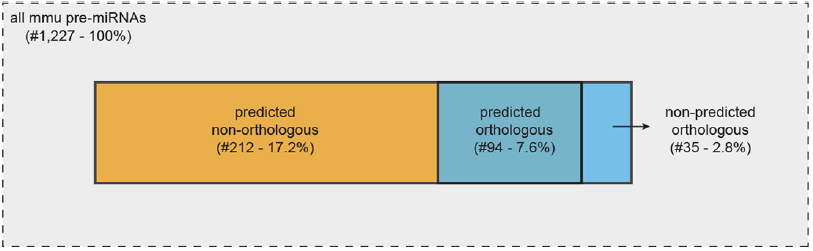 all mmu pre-miRNAs
(#1,227 - 100%)
predicted
non-orthologous
(#212 - 17.2%)
predicted
orthologous
(#94 - 7.6%)
non-predicted
orthologous
(#35 - 2.8%)